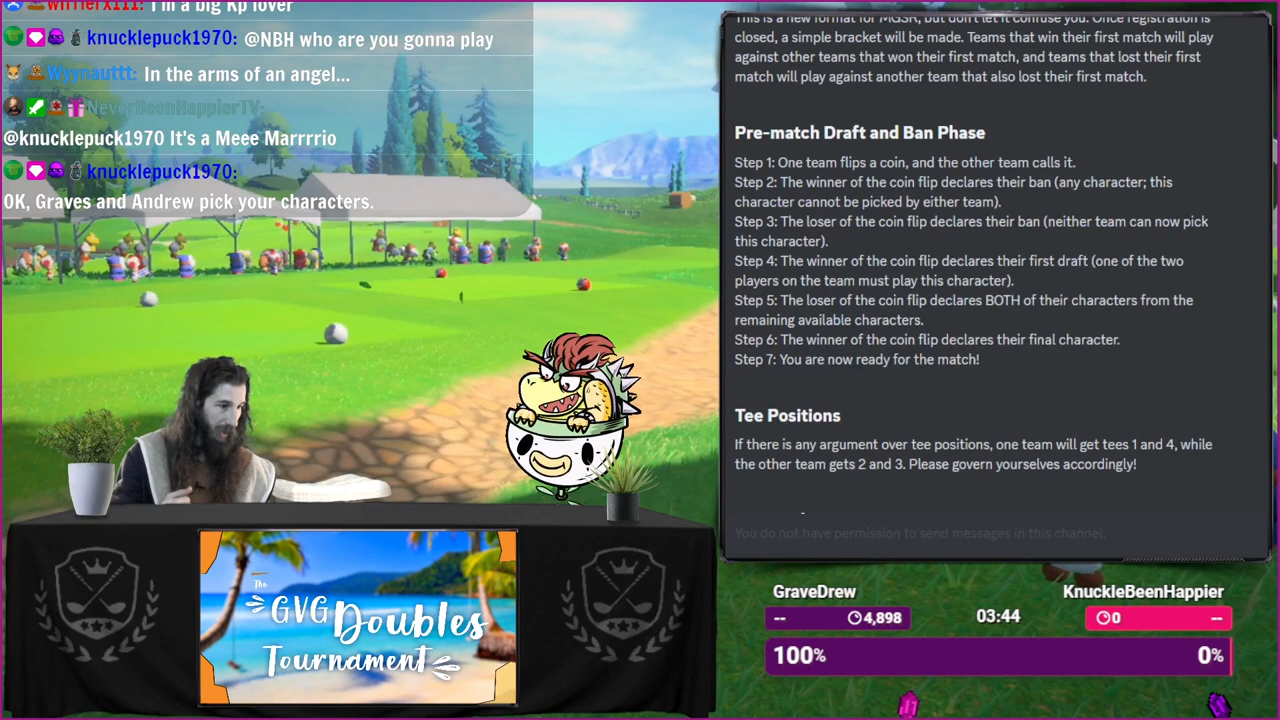 wrifferx111: I'm a big Kp lover
knucklepuck1970: @NBH who are you gonna play
Wyynauttt: In the arms of an angel...
NeverBeenHappierTV:
@knucklepuck1970 It's a Meee Marrrrio
knucklepuck1970:
OK, Graves and Andrew pick your characters.
This is a new format for MGSR, but don't let it confuse you. Once registration is
closed, a simple bracket will be made. Teams that win their first match will play
against other teams that won their first match, and teams that lost their first
match will play against another team that also lost their first match.
Pre-match Draft and Ban Phase
Step 1: One team flips a coin, and the other team calls it.
Step 2: The winner of the coin flip declares their ban (any character; this
character cannot be picked by either team).
Step 3: The loser of the coin flip declares their ban (neither team can now pick
this character).
Step 4: The winner of the coin flip declares their first draft (one of the two
players on the team must play this character).
Step 5: The loser of the coin flip declares BOTH of their characters from the
remaining available characters.
Step 6: The winner of the coin flip declares their final character.
Step 7: You are now ready for the match!
Tee Positions
If there is any argument over tee positions, one team will get tees 1 and 4, while
the other team gets 2 and 3. Please govern yourselves accordingly!
You do not have permission to send messages in this channel.
The
GVG Doubles
Tournament
GraveDrew
KnuckleBeenHappier
-- 4,898
03:44
0 --
100%
0%